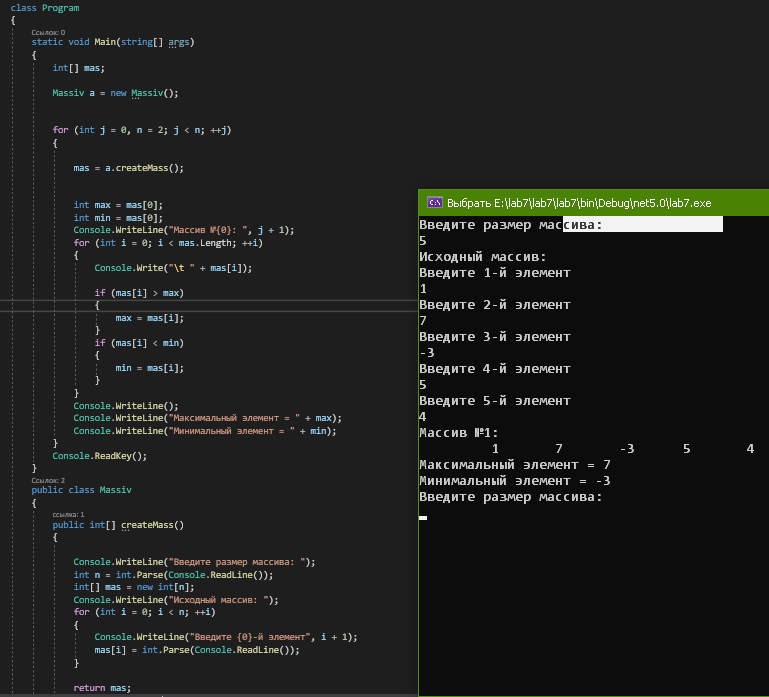 class Program
{
Ссылок: 0
static void Main(string[] args)
{
int[] mas;
Massiv a = new Massiv();
for (int j = 0, n = 2; j < n; ++j)
{
mas = a.createMass();
int max = mas[0];
int min = mas[0];
Console.WriteLine("Массив №{0}: ", j + 1);
for (int i = 0; i < mas.Length; ++i)
{
Console.Write("\t " + mas[i]);
if (mas[i] > max)
{
max = mas[i];
}
if (mas[i] < min)
{
min = mas[i];
}
}
Console.WriteLine();
Console.WriteLine("Максимальный элемент = " + max);
Console.WriteLine("Минимальный элемент = " + min);
}
Console.ReadKey();
}
Ссылок: 2
public class Massiv
{
ссылка: 1
public int[] createMass()
{
Console.WriteLine("Введите размер массива: ");
int n = int.Parse(Console.ReadLine());
int[] mas = new int[n];
Console.WriteLine("Исходный массив: ");
for (int i = 0; i < n; ++i)
{
Console.WriteLine("Введите {0}-й элемент", i + 1);
mas[i] = int.Parse(Console.ReadLine());
}
return mas;
Выбрать E:\lab7\lab7\lab7\bin\Debug\net5.0\lab7.exe
Введите размер массива:
5
Исходный массив:
Введите 1-й элемент
1
Введите 2-й элемент
7
Введите 3-й элемент
-3
Введите 4-й элемент
5
Введите 5-й элемент
4
Массив №1:
1 7 -3 5 4
Максимальный элемент = 7
Минимальный элемент = -3
Введите размер массива: